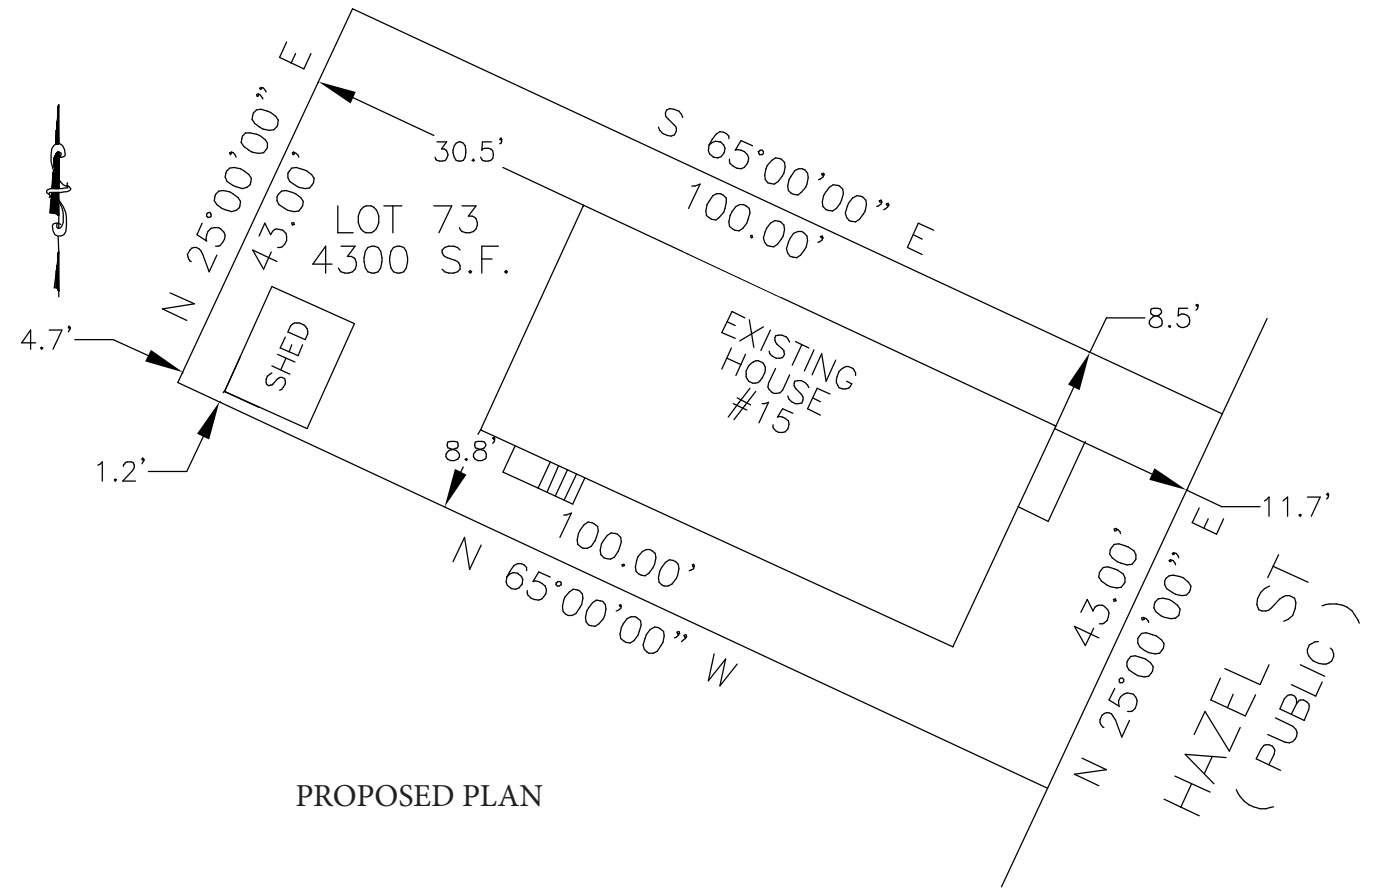 S 65°00'00" E
100.00'
N 25°00'00" E
43.00'
30.5'
LOT 73
4300 S.F.
8.5'
4.7'
SHED
EXISTING
HOUSE
#15
1.2'
8.8'
11.7'
100.00'
N 65°00'00" W
43.00'
N 25°00'00" E
HAZEL ST
( PUBLIC )
PROPOSED PLAN